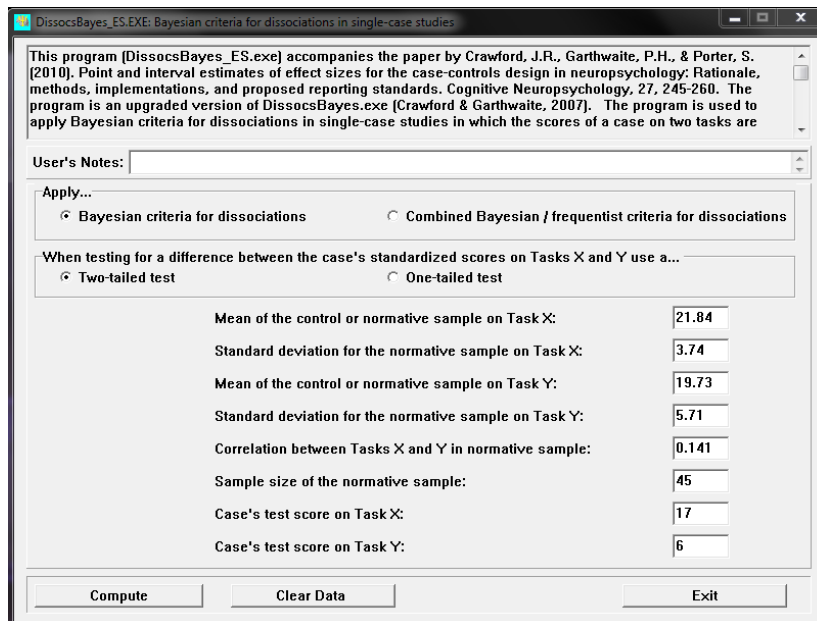 DissocsBayes_ES.EXE: Bayesian criteria for dissociations in single-case studies
This program (DissocsBayes_ES.exe) accompanies the paper by Crawford, J.R., Garthwaite, P.H., & Porter, S.
(2010). Point and interval estimates of effect sizes for the case-controls design in neuropsychology: Rationale,
methods, implementations, and proposed reporting standards. Cognitive Neuropsychology, 27, 245-260. The
program is an upgraded version of DissocsBayes.exe (Crawford & Garthwaite, 2007). The program is used to
apply Bayesian criteria for dissociations in single-case studies in which the scores of a case on two tasks are
User's Notes:
Apply...
Bayesian criteria for dissociations Combined Bayesian / frequentist criteria for dissociations
When testing for a difference between the case's standardized scores on Tasks X and Y use a...
Two-tailed test One-tailed test
Mean of the control or normative sample on Task X: 21.84
Standard deviation for the normative sample on Task X: 3.74
Mean of the control or normative sample on Task Y: 19.73
Standard deviation for the normative sample on Task Y: 5.71
Correlation between Tasks X and Y in normative sample: 0.141
Sample size of the normative sample: 45
Case's test score on Task X: 17
Case's test score on Task Y: 6
Compute Clear Data Exit